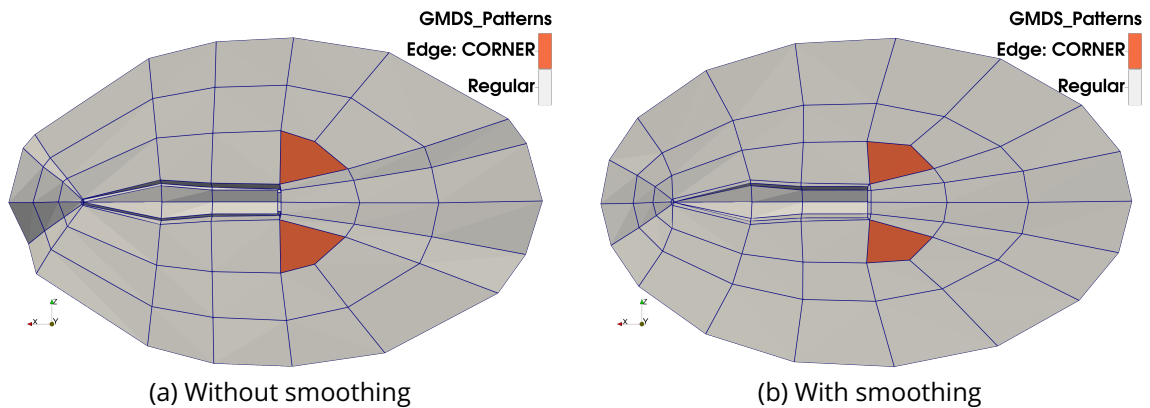 GMDS_Patterns
Edge: CORNER
Regular
Z
X
Y
(a) Without smoothing
GMDS_Patterns
Edge: CORNER
Regular
Z
X
Y
(b) With smoothing